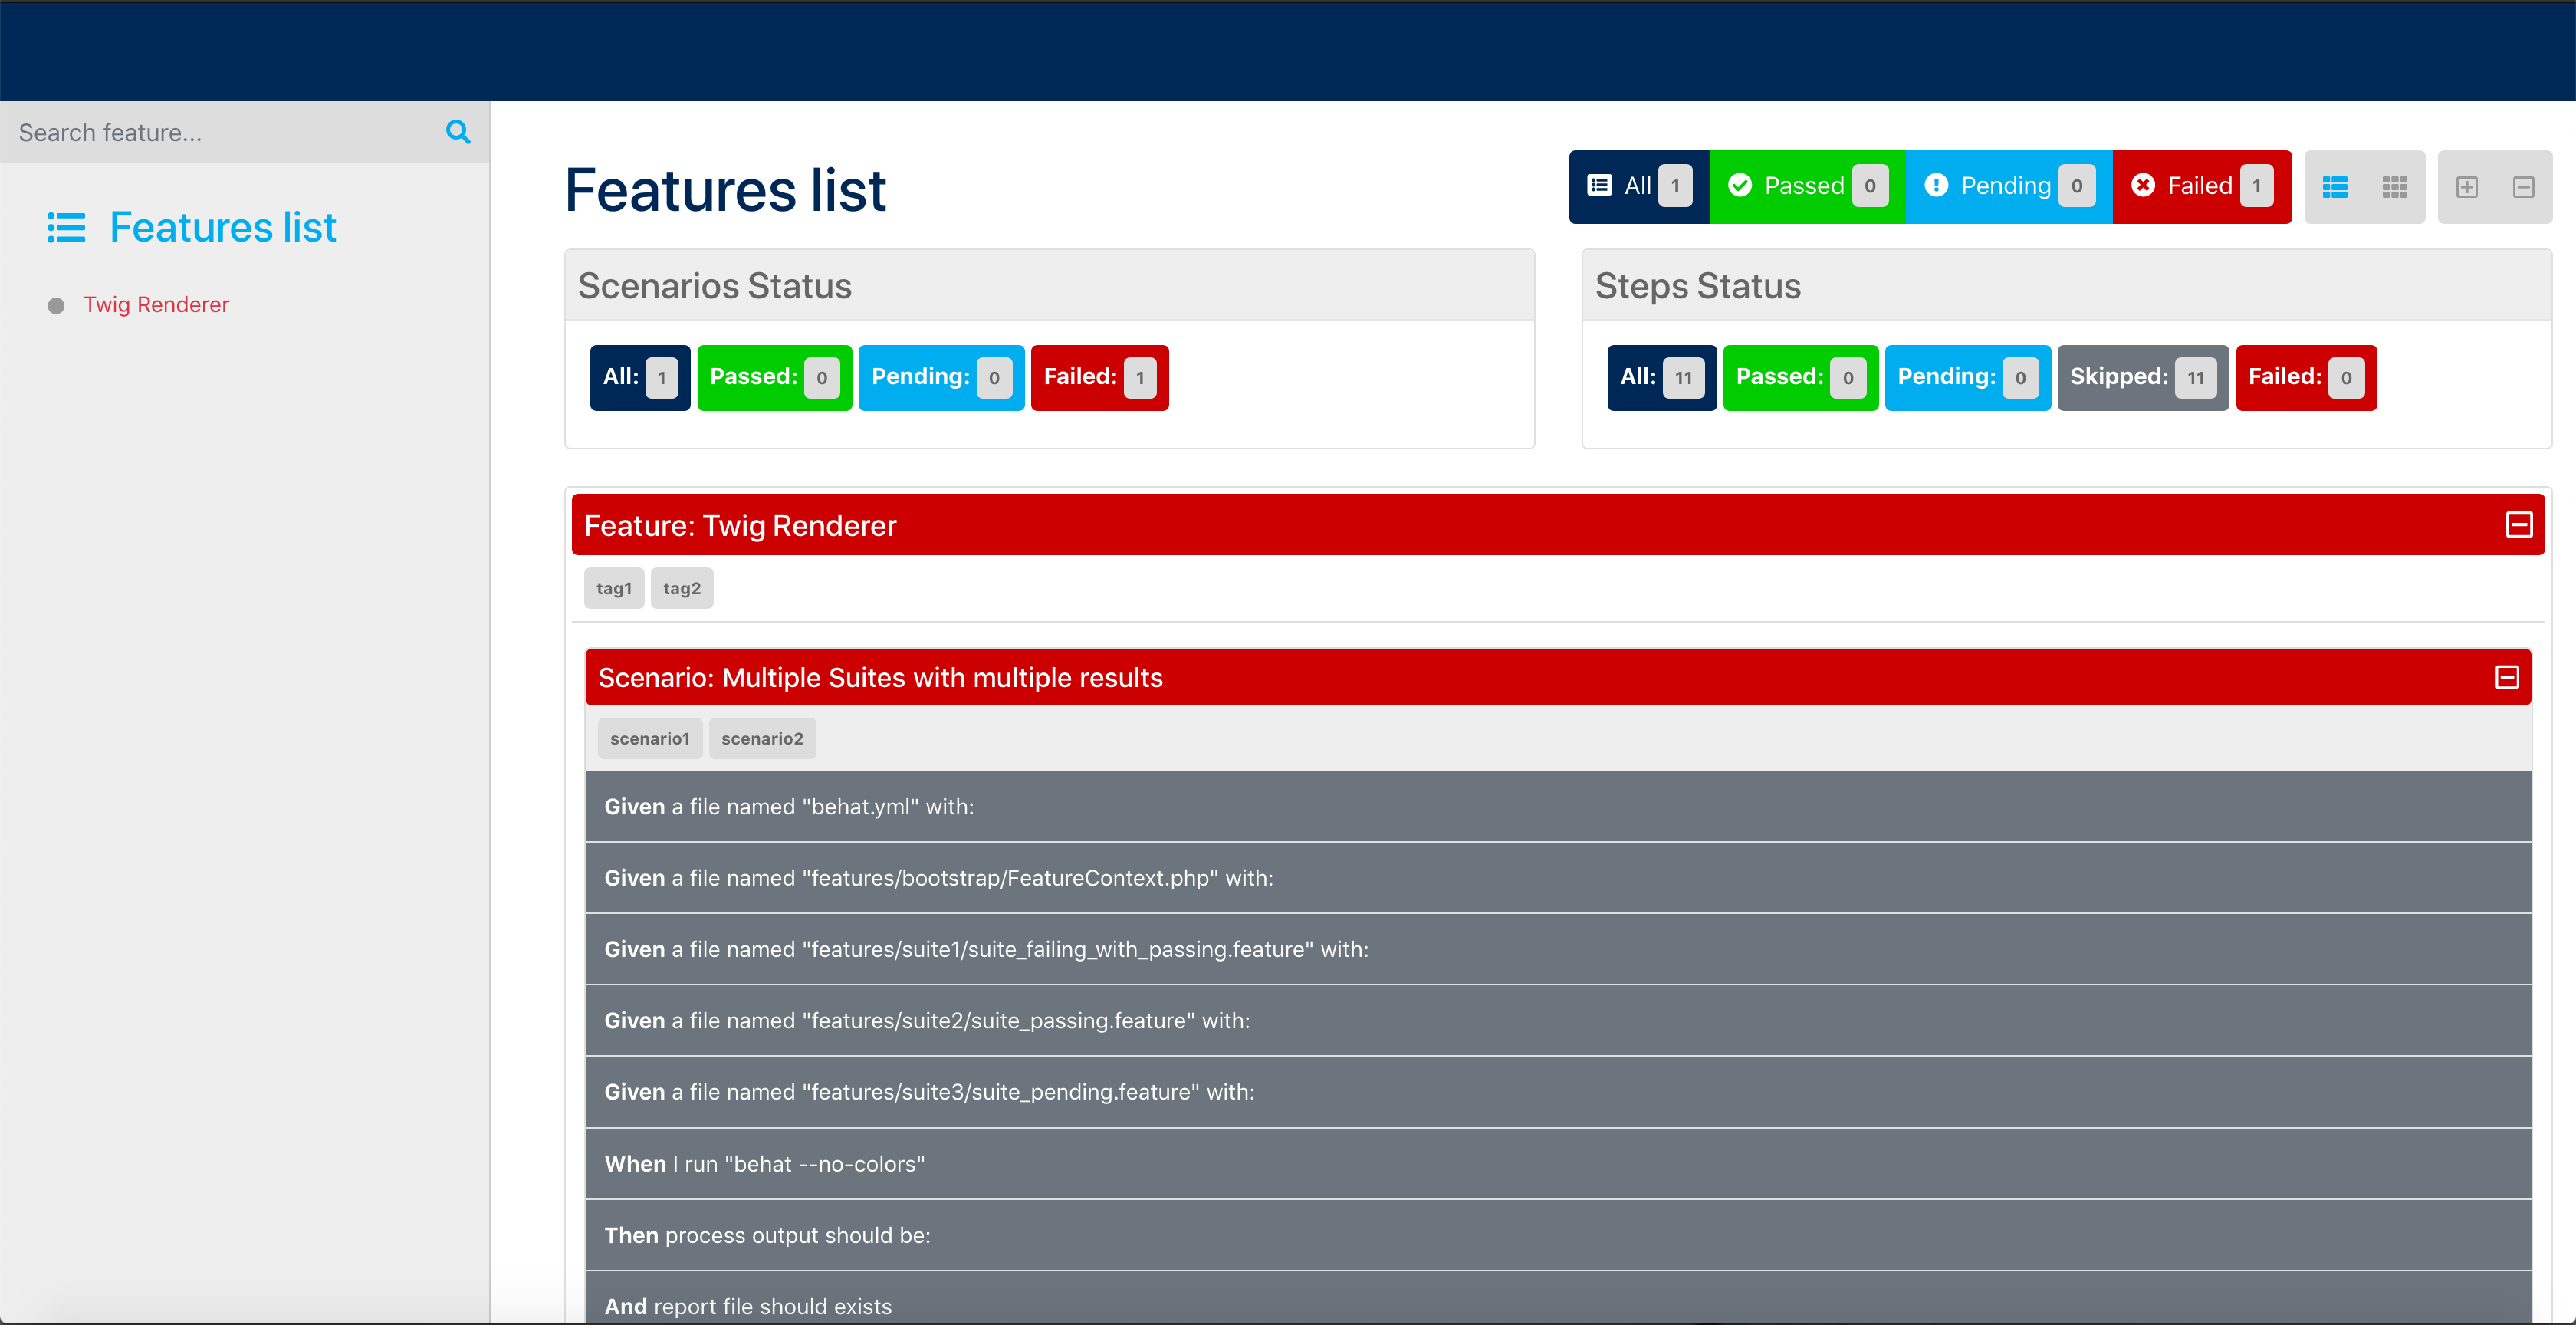 Search feature...
Features list
Twig Renderer
Features list
All 1 Passed 0 Pending 0 Failed 1
Scenarios Status
All: 1 Passed: 0 Pending: 0 Failed: 1
Steps Status
All: 11 Passed: 0 Pending: 0 Skipped: 11 Failed: 0
Feature: Twig Renderer
tag1 tag2
Scenario: Multiple Suites with multiple results
scenario1 scenario2
Given a file named "behat.yml" with:
Given a file named "features/bootstrap/FeatureContext.php" with:
Given a file named "features/suite1/suite_failing_with_passing.feature" with:
Given a file named "features/suite2/suite_passing.feature" with:
Given a file named "features/suite3/suite_pending.feature" with:
When I run "behat --no-colors"
Then process output should be:
And report file should exists